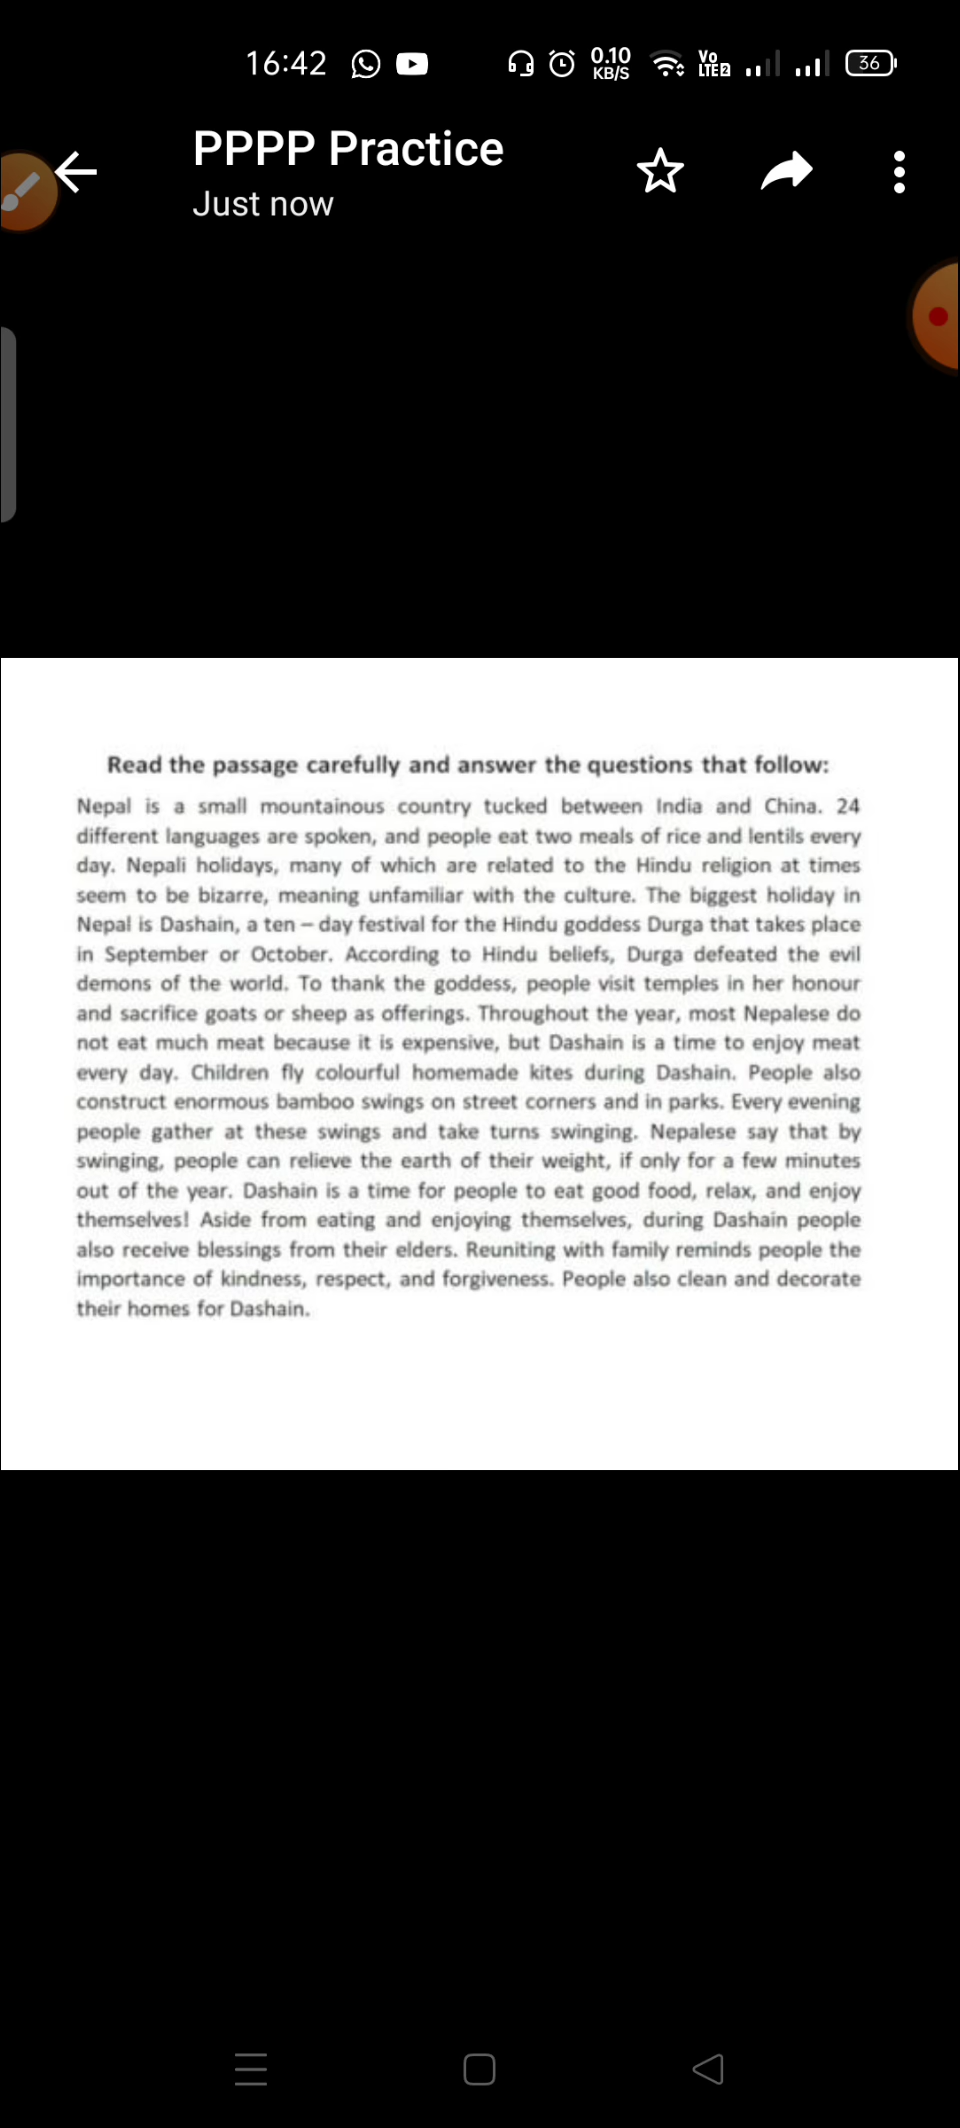 16:42 0.10 KB/S Vo LTE 2 36
PPPP Practice
Just now
Read the passage carefully and answer the questions that follow:
Nepal is a small mountainous country tucked between India and China. 24
different languages are spoken, and people eat two meals of rice and lentils every
day. Nepali holidays, many of which are related to the Hindu religion at times
seem to be bizarre, meaning unfamiliar with the culture. The biggest holiday in
Nepal is Dashain, a ten – day festival for the Hindu goddess Durga that takes place
in September or October. According to Hindu beliefs, Durga defeated the evil
demons of the world. To thank the goddess, people visit temples in her honour
and sacrifice goats or sheep as offerings. Throughout the year, most Nepalese do
not eat much meat because it is expensive, but Dashain is a time to enjoy meat
every day. Children fly colourful homemade kites during Dashain. People also
construct enormous bamboo swings on street corners and in parks. Every evening
people gather at these swings and take turns swinging. Nepalese say that by
swinging, people can relieve the earth of their weight, if only for a few minutes
out of the year. Dashain is a time for people to eat good food, relax, and enjoy
themselves! Aside from eating and enjoying themselves, during Dashain people
also receive blessings from their elders. Reuniting with family reminds people the
importance of kindness, respect, and forgiveness. People also clean and decorate
their homes for Dashain.